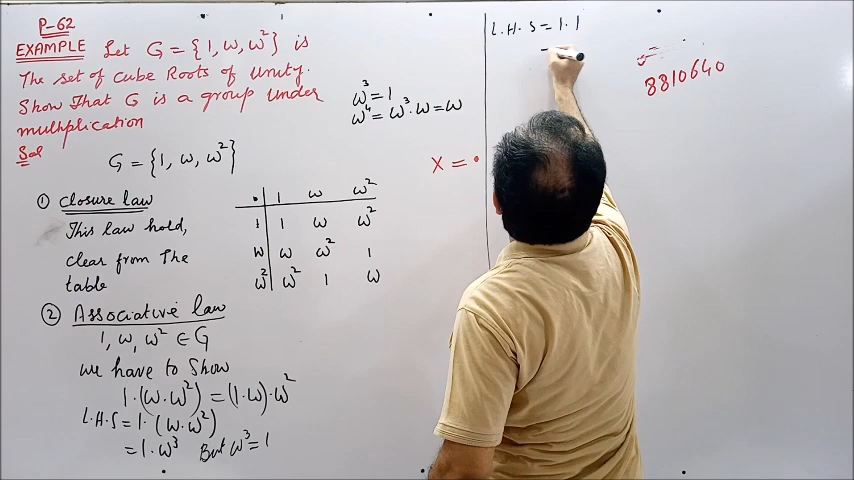 P-62
EXAMPLE Let G = {1, ω, ω²} is
The set of cube Roots of unity.
Show That G is a group under
multiplication
Sol
G = {1, ω, ω²}
① closure law
This law hold,
clear from The
table
· 1 ω ω²
1 1 ω ω²
ω ω ω² 1
ω² ω² 1 ω
② Associative law
1, ω, ω² ∈ G
we have to show
1·(ω·ω²) = (1·ω)·ω²
L.H.S = 1·(ω·ω²)
= 1·ω³ But ω³ = 1
ω³ = 1
ω⁴ = ω³·ω = ω
X = •
L.H.S = 1·1
=
8810640